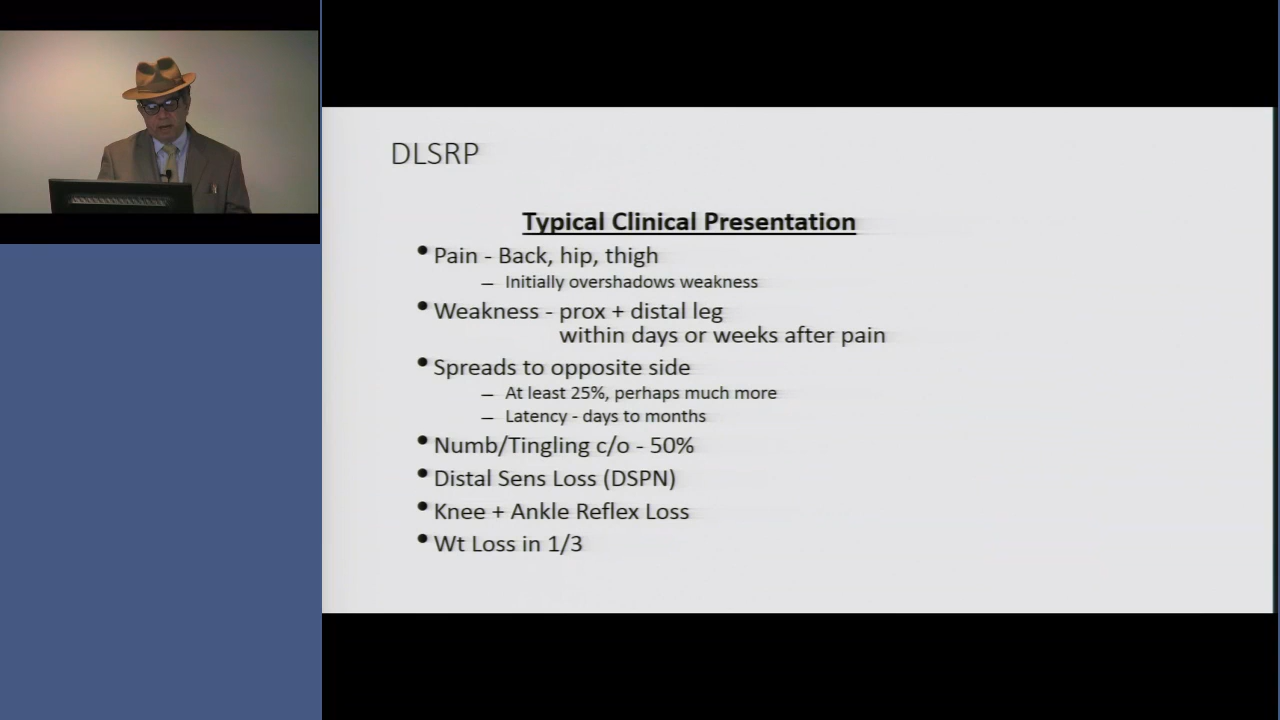 DLSRP
Typical Clinical Presentation
• Pain - Back, hip, thigh
– Initially overshadows weakness
• Weakness - prox + distal leg
within days or weeks after pain
• Spreads to opposite side
– At least 25%, perhaps much more
– Latency - days to months
• Numb/Tingling c/o - 50%
• Distal Sens Loss (DSPN)
• Knee + Ankle Reflex Loss
• Wt Loss in 1/3